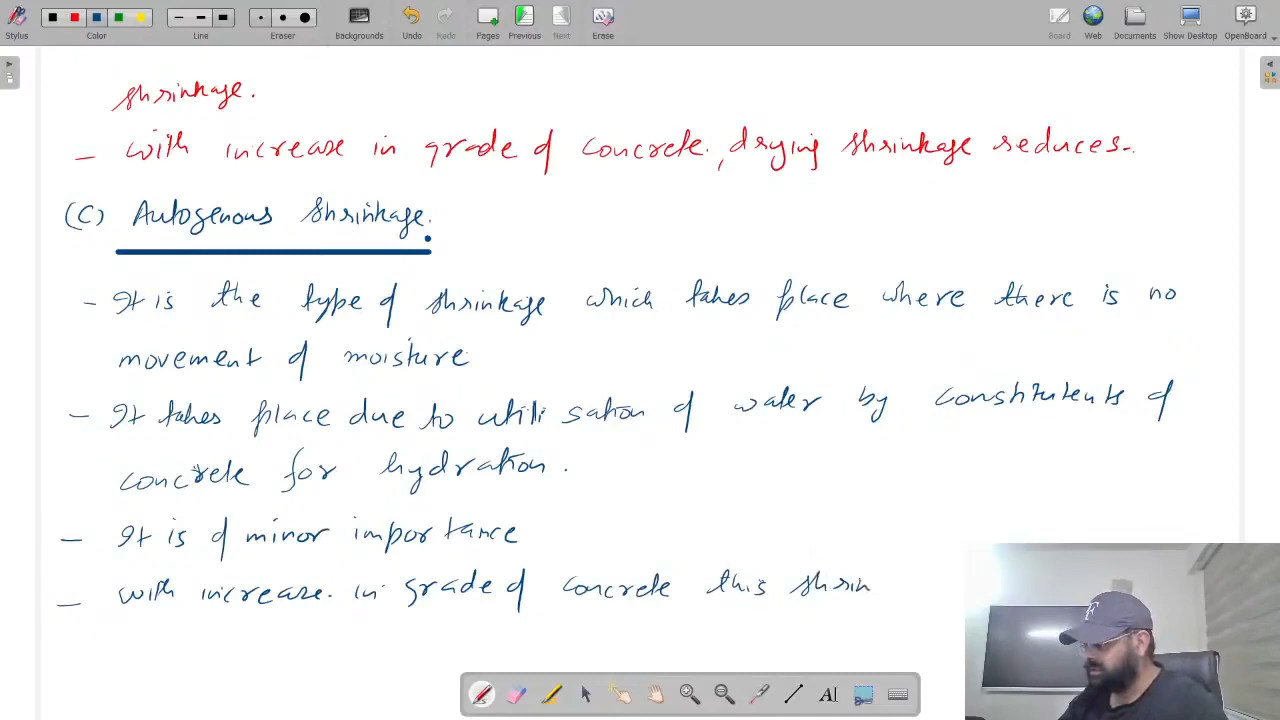 Stylus
Color
Line
Eraser
Backgrounds
Undo
Redo
Pages
Previous
Next
Erase
Board
Web
Documents
Show Desktop
OpenBoard
shrinkage.
- with increase in grade of concrete, drying shrinkage reduces.
(C) Autogenous Shrinkage.
- It is the type of shrinkage which takes place where there is no
movement of moisture
- It takes place due to utilisation of water by constitutents of
concrete for hydration.
- It is of minor importance
- with increase in grade of concrete this shrin
F
AI